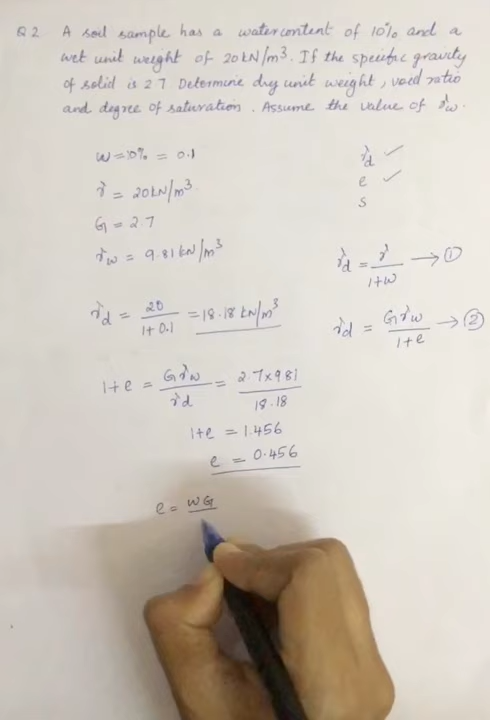 Q2 A soil sample has a water content of 10% and a
wet unit weight of 20 kN/m³. If the specific gravity
of solid is 2.7 Determine dry unit weight, void ratio
and degree of saturation. Assume the value of γw.
w = 10% = 0.1
γ = 20 kN/m³
G = 2.7
γw = 9.81 kN/m³
γd ✓
e ✓
S
γd = γ/(1+w) → ①
γd = Gγw/(1+e) → ②
γd = 20/(1+0.1) = 18.18 kN/m³
1+e = Gγw/γd = 2.7×9.81/18.18
1+e = 1.456
e = 0.456
e = wG